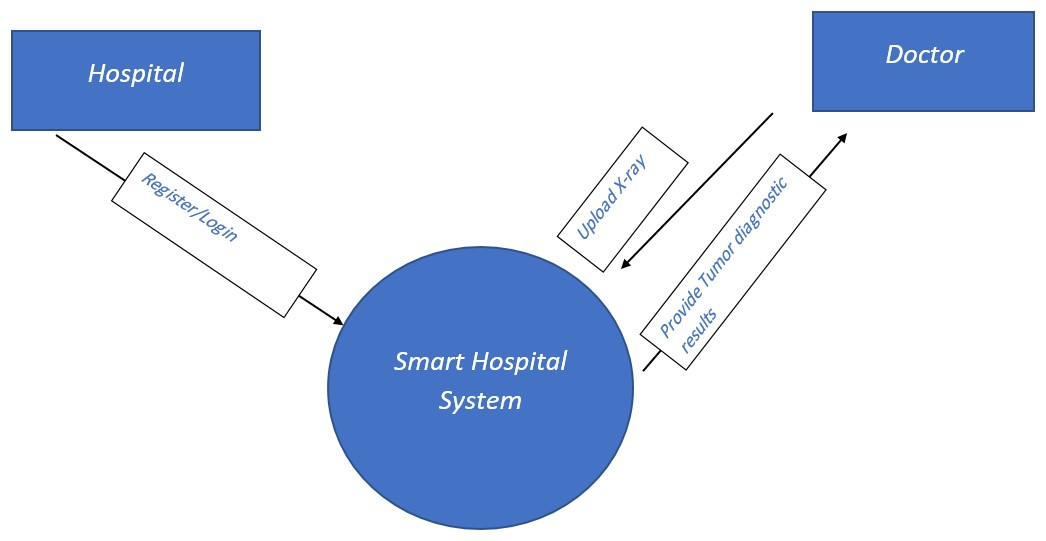 Hospital
Doctor
Register/Login
Upload X-ray
Provide Tumor diagnostic
results
Smart Hospital
System